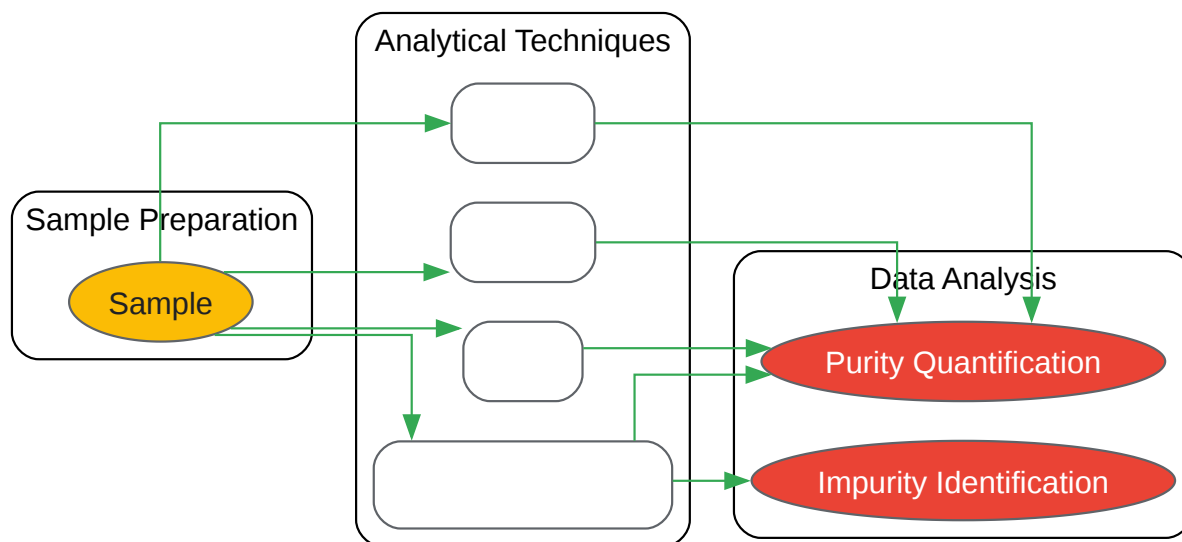 Analytical Techniques
Sample Preparation
Sample
Data Analysis
Purity Quantification
Impurity Identification